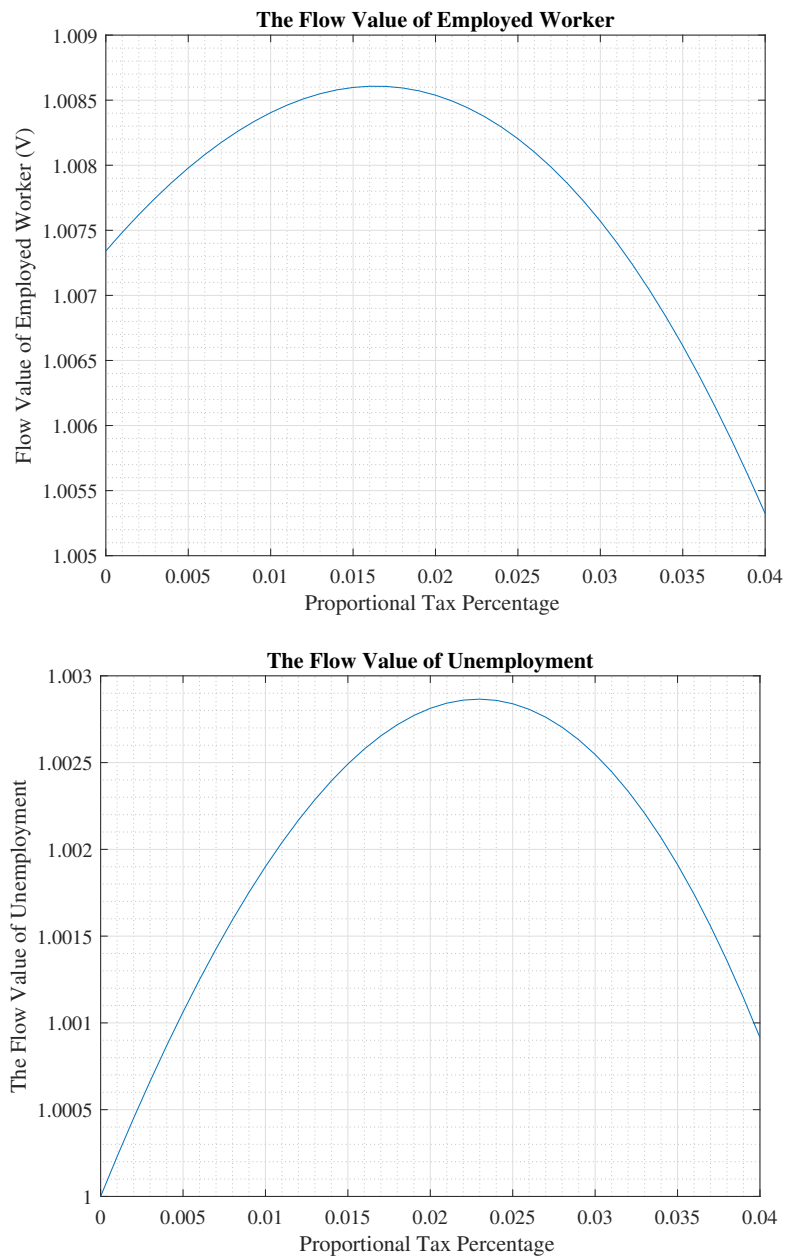 The Flow Value of Employed Worker
1.009
1.0085
1.008
1.0075
1.007
1.0065
1.006
1.0055
1.005
Flow Value of Employed Worker (V)
0 0.005 0.01 0.015 0.02 0.025 0.03 0.035 0.04
Proportional Tax Percentage
The Flow Value of Unemployment
1.003
1.0025
1.002
1.0015
1.001
1.0005
1
The Flow Value of Unemployment
0 0.005 0.01 0.015 0.02 0.025 0.03 0.035 0.04
Proportional Tax Percentage